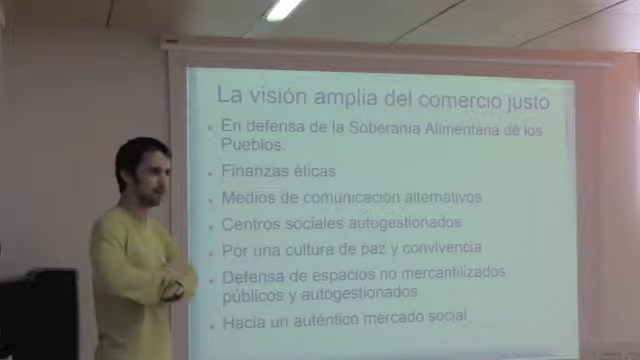 La visión amplia del comercio justo
En defensa de la Soberanía Alimentaria de los
Pueblos.
Finanzas éticas
Medios de comunicación alternativos
Centros sociales autogestionados
Por una cultura de paz y convivencia
Defensa de espacios no mercantilizados
públicos y autogestionados
Hacia un auténtico mercado social